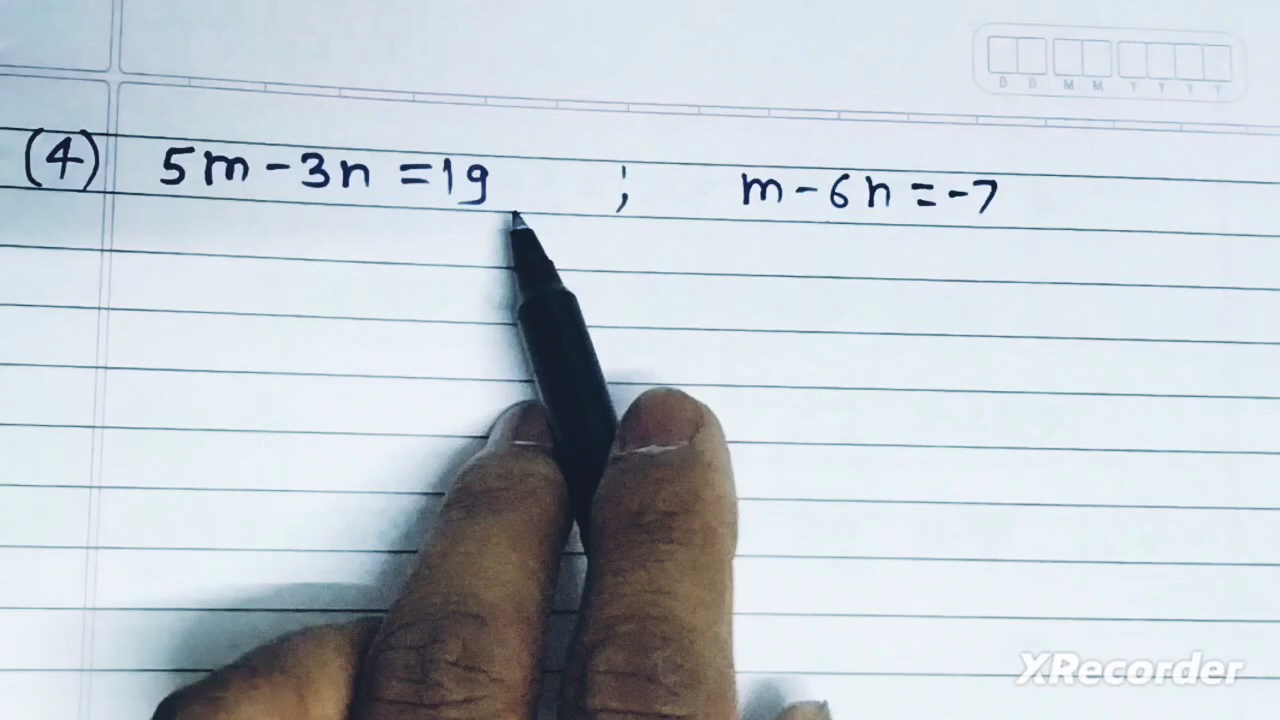 D D M M Y Y Y Y
(4) 5m - 3n = 19 ; m - 6n = -7
XRecorder